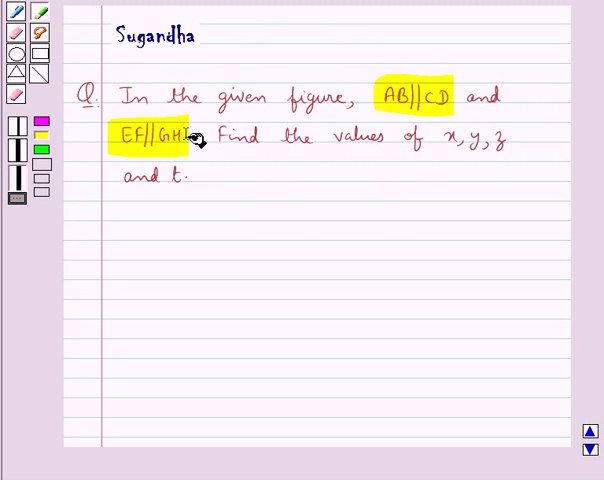 Sugandha
Q. In the given figure, AB||CD and
EF||GH. Find the values of x, y, z
and t.